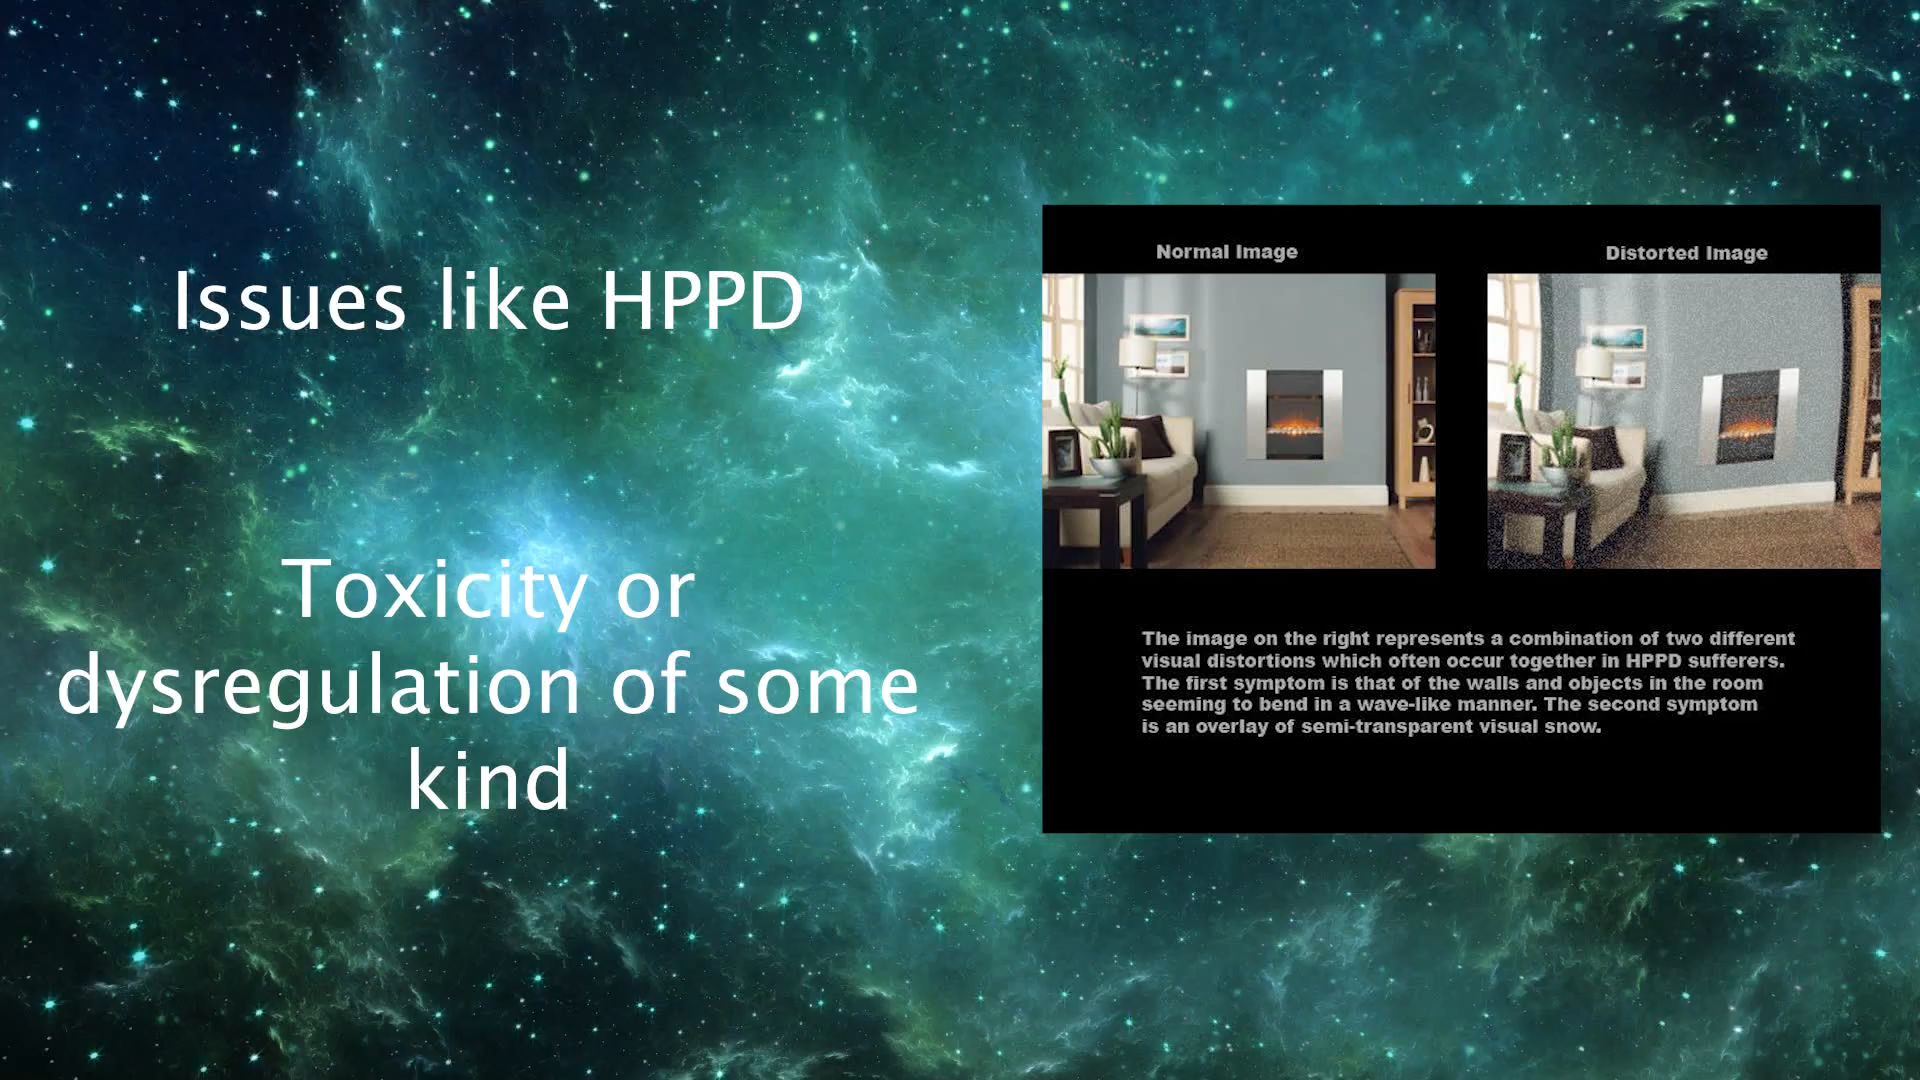 Issues like HPPD
Toxicity or
dysregulation of some
kind
Normal Image
Distorted Image
The image on the right represents a combination of two different
visual distortions which often occur together in HPPD sufferers.
The first symptom is that of the walls and objects in the room
seeming to bend in a wave-like manner. The second symptom
is an overlay of semi-transparent visual snow.